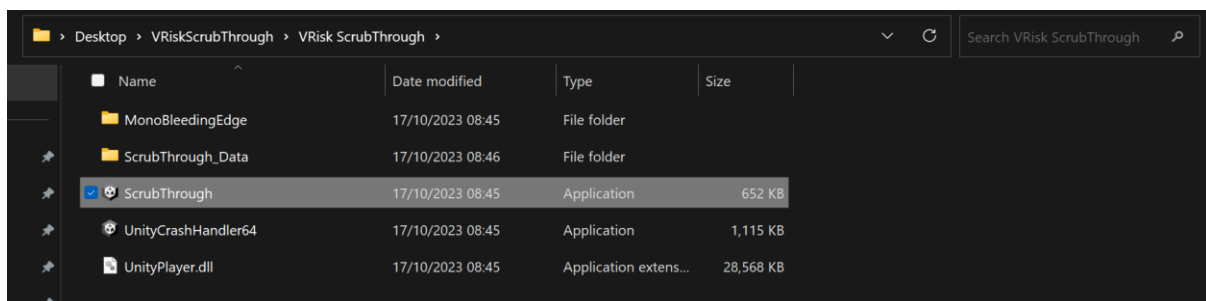 Desktop > VRiskScrubThrough > VRisk ScrubThrough > Search VRisk ScrubThrough
Name Date modified Type Size
MonoBleedingEdge 17/10/2023 08:45 File folder
ScrubThrough_Data 17/10/2023 08:46 File folder
ScrubThrough 17/10/2023 08:45 Application 652 KB
UnityCrashHandler64 17/10/2023 08:45 Application 1,115 KB
UnityPlayer.dll 17/10/2023 08:45 Application extens... 28,568 KB